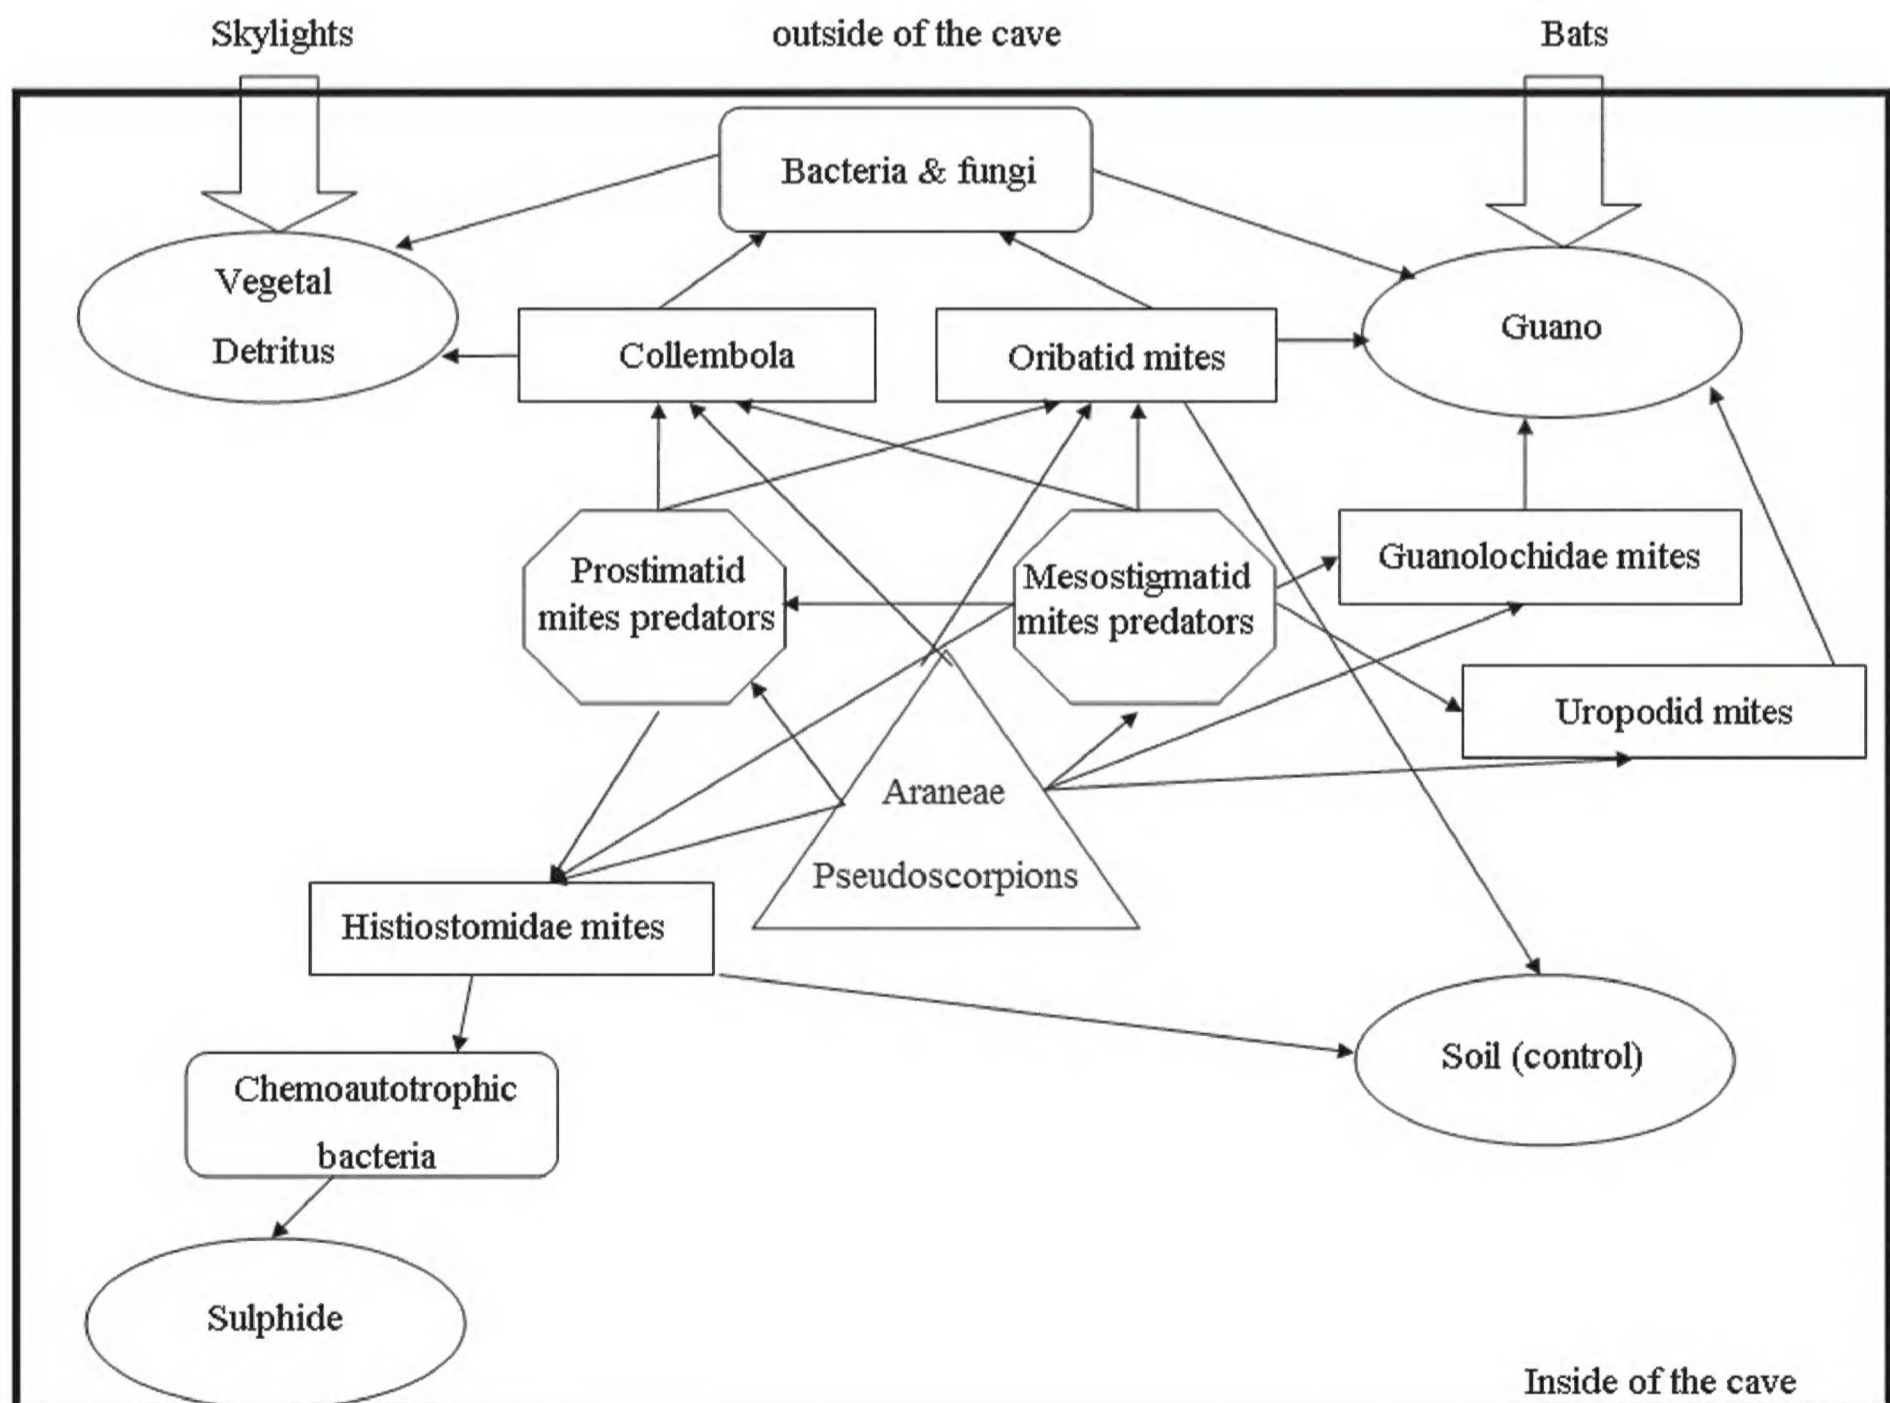 Skylights
outside of the cave
Bats
Bacteria & fungi
Vegetal
Detritus
Collembola
Oribatid mites
Guano
Prostimatid
mites predators
Mesostigmatid
mites predators
Guanolochidae mites
Uropodid mites
Araneae
Pseudoscorpions
Histiostomidae mites
Chemoautotrophic
bacteria
Soil (control)
Sulphide
Inside of the cave